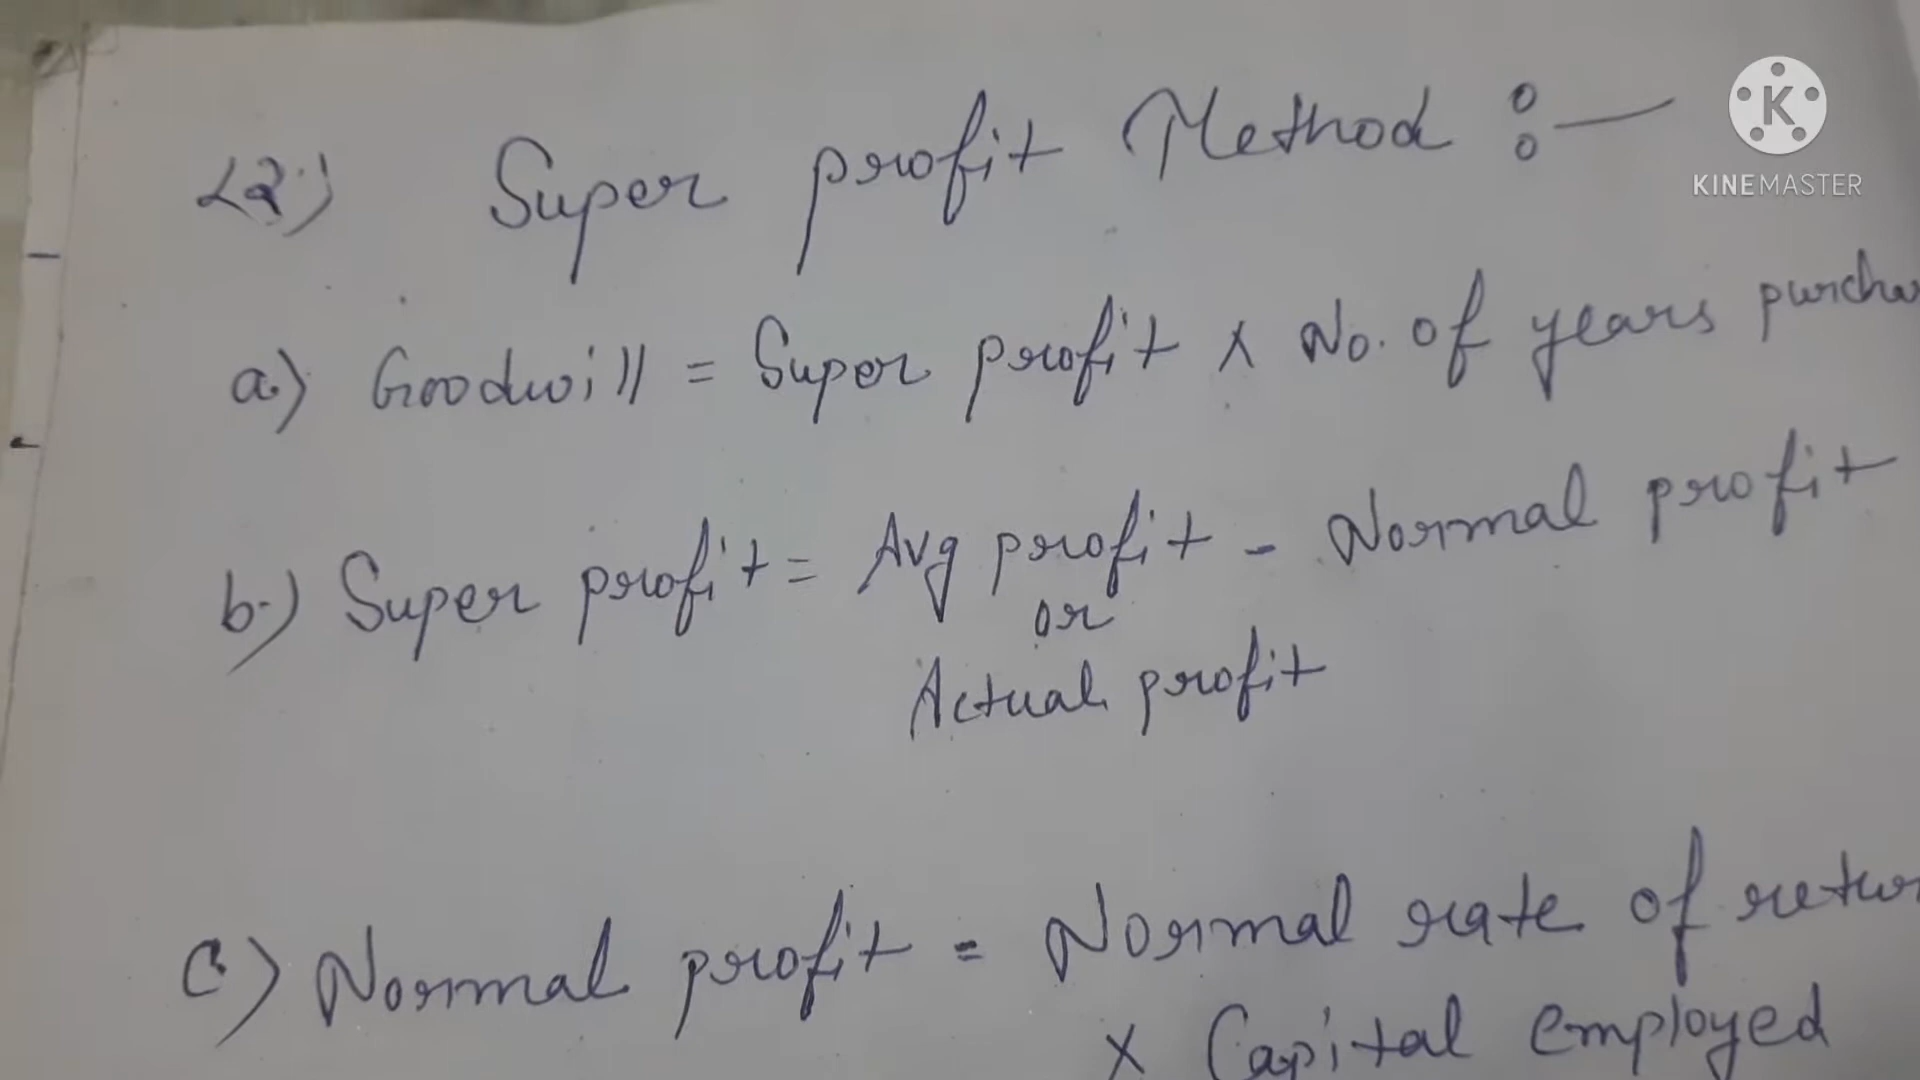 (2.) Super profit Method :-
K
KINEMASTER
a.) Goodwill = Super profit x No. of years
b.) Super profit = Avg profit - Normal profit
or
Actual profit
c.) Normal profit = Normal rate of
x Capital employed